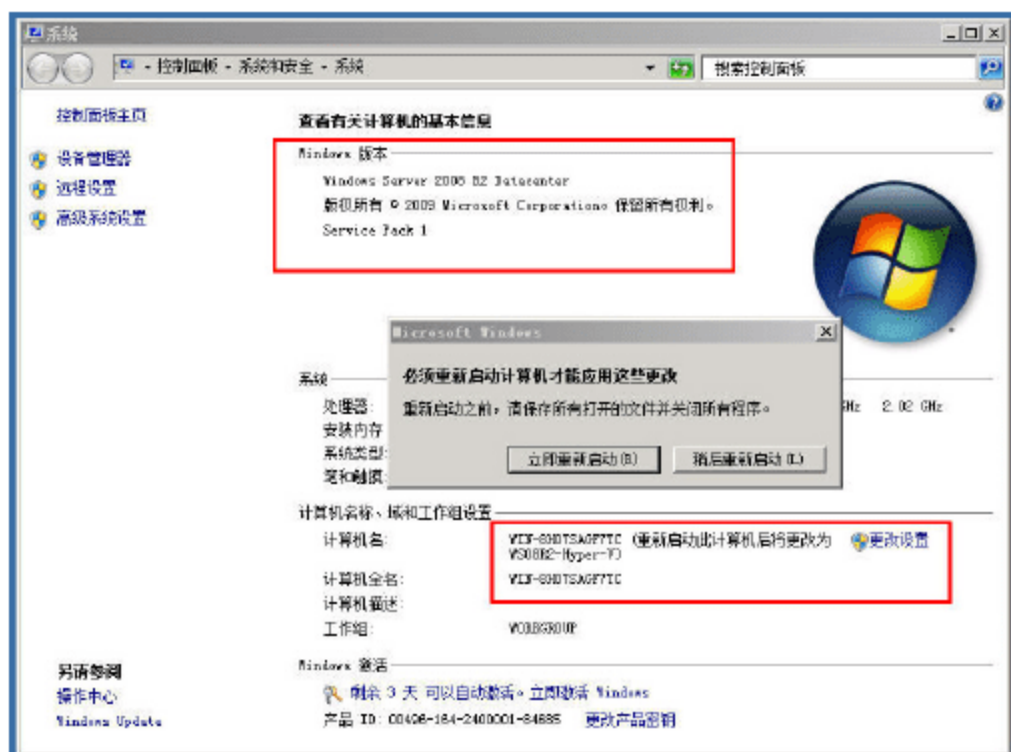 系统
控制面板 - 系统和安全 - 系统
搜索控制面板
控制面板主页
设备管理器
远程设置
高级系统设置
查看有关计算机的基本信息
Windows 版本
Windows Server 2008 R2 Datacenter
版权所有 © 2009 Microsoft Corporation。保留所有权利。
Service Pack 1
Microsoft Windows
必须重新启动计算机才能应用这些更改
重新启动之前，请保存所有打开的文件并关闭所有程序。
立即重新启动(R)
稍后重新启动(L)
系统
处理器:
GHz 2.02 GHz
安装内存
系统类型:
笔和触摸:
计算机名称、域和工作组设置
计算机名:
(重新启动此计算机后将更改为
WS08R2-Hyper-V)
更改设置
计算机全名:
计算机描述:
工作组:
WORKGROUP
Windows 激活
剩余 3 天 可以自动激活。立即激活 Windows
产品 ID:
更改产品密钥
另请参阅
操作中心
Windows Update